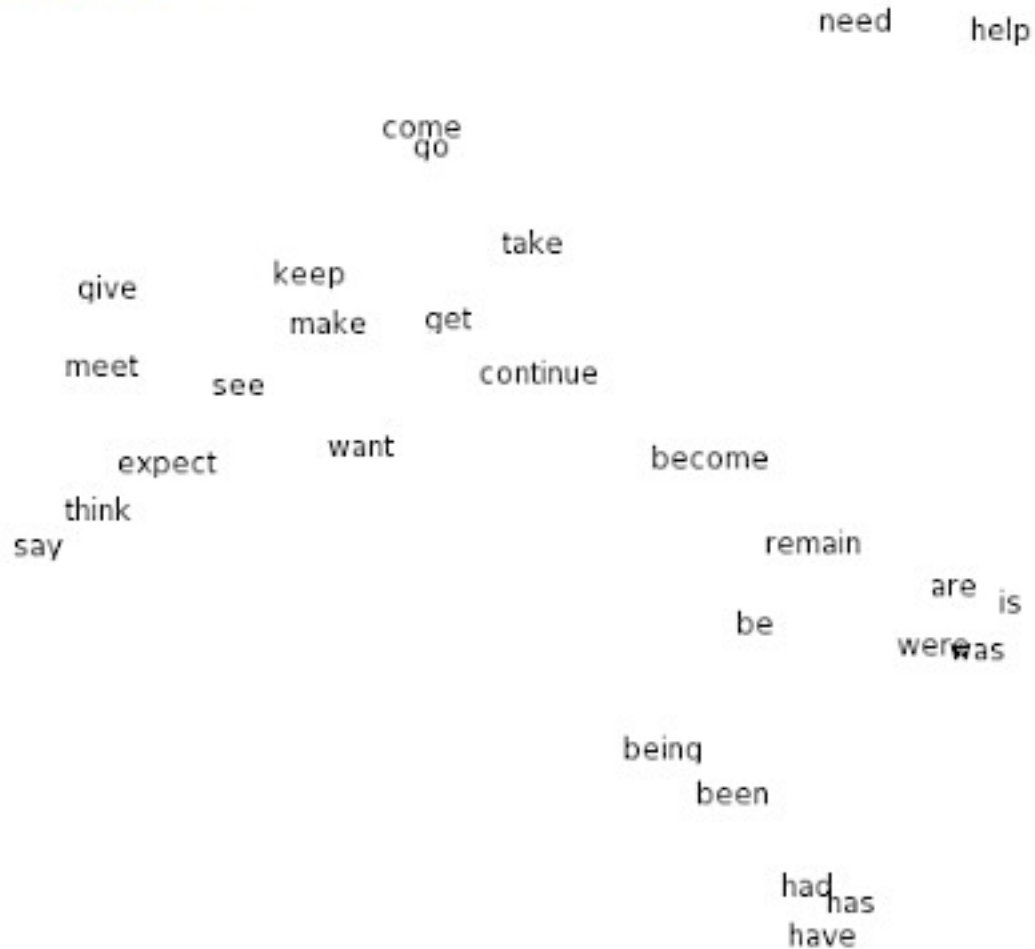 need help
come
go
take
keep
give
make get
meet
continue
see
want
become
expect
think
remain
say
are
is
be
were was
being
been
had
has
have